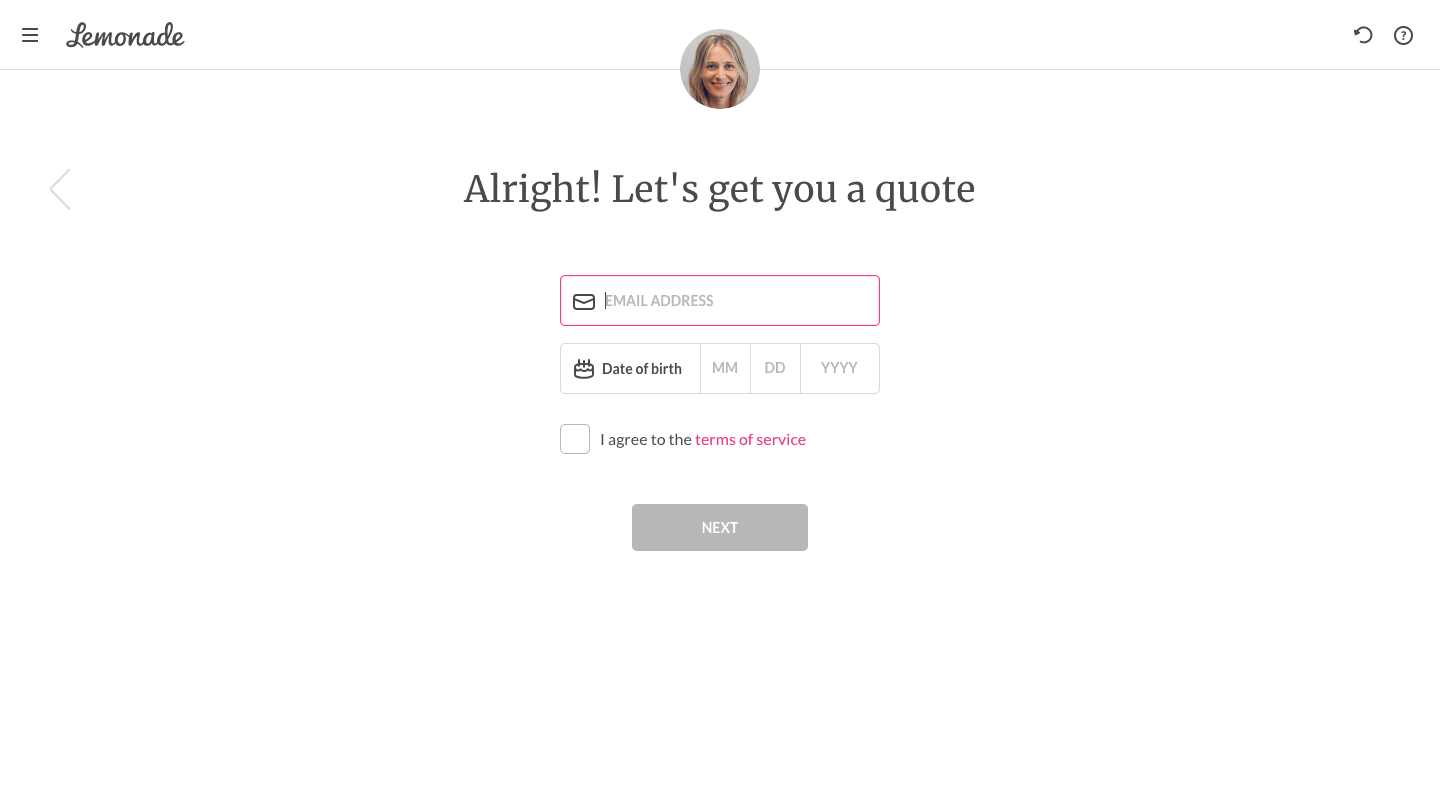 Lemonade
?
Alright! Let's get you a quote
EMAIL ADDRESS
Date of birth MM DD YYYY
I agree to the terms of service
NEXT